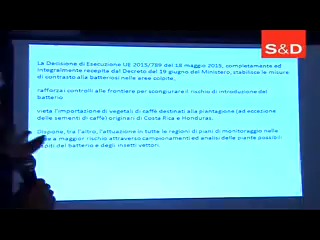 S&D
La Decisione di Esecuzione UE 2015/789 del 18 maggio 2015, completamente ed
integralmente recepita dal Decreto del 19 giugno del Ministero, stabilisce le misure
di contrasto alla batteriosi nelle aree colpite.
rafforza i controlli alle frontiere per scongiurare il rischio di introduzione del
batterio
vieta l'importazione di vegetali di caffè destinati alla piantagione (ad eccezione
delle sementi di caffè) originari di Costa Rica e Honduras.
Dispone, tra l'altro, l'attuazione in tutte le regioni di piani di monitoraggio nelle
a maggior rischio attraverso campionamenti ed analisi delle piante possibili
spiti del batterio e degli insetti vettori.